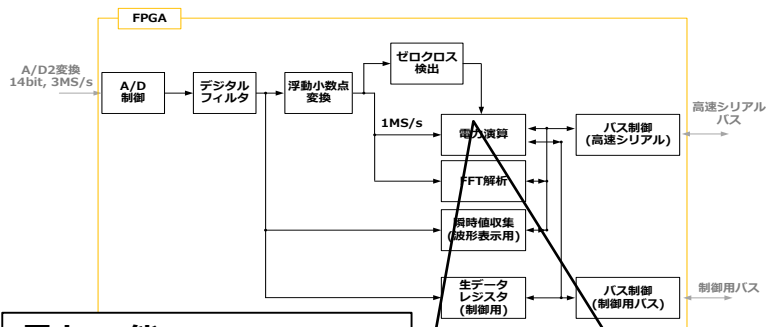 FPGA
A/D2変換
14bit, 3MS/s
A/D
制御
デジタル
フィルタ
浮動小数点
変換
ゼロクロス
検出
1MS/s
電力演算
FFT解析
瞬時値収集
(波形表示用)
生データ
レジスタ
(制御用)
バス制御
(高速シリアル)
高速シリアル
バス
バス制御
(制御用バス)
制御用バス